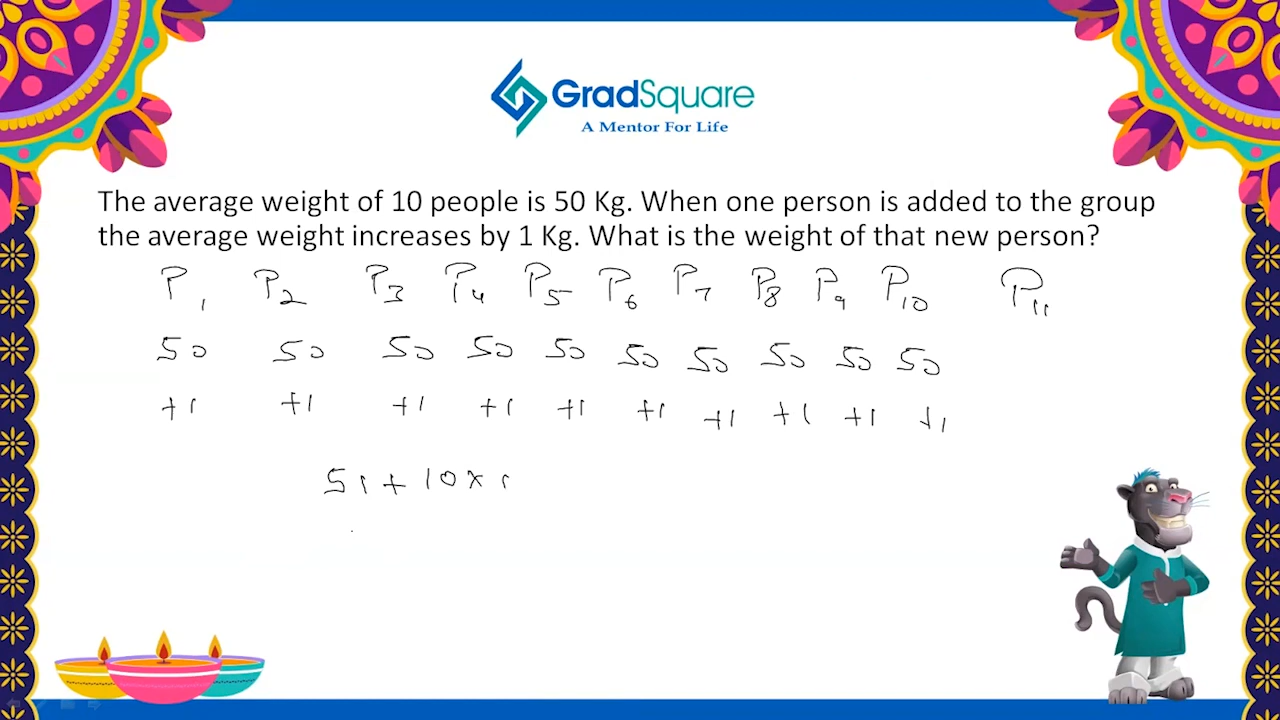 GradSquare
A Mentor For Life
The average weight of 10 people is 50 Kg. When one person is added to the group
the average weight increases by 1 Kg. What is the weight of that new person?
P1 P2 P3 P4 P5 P6 P7 P8 P9 P10 P11
50 50 50 50 50 50 50 50 50 50
+1 +1 +1 +1 +1 +1 +1 +1 +1 +1
51 + 10 x 1